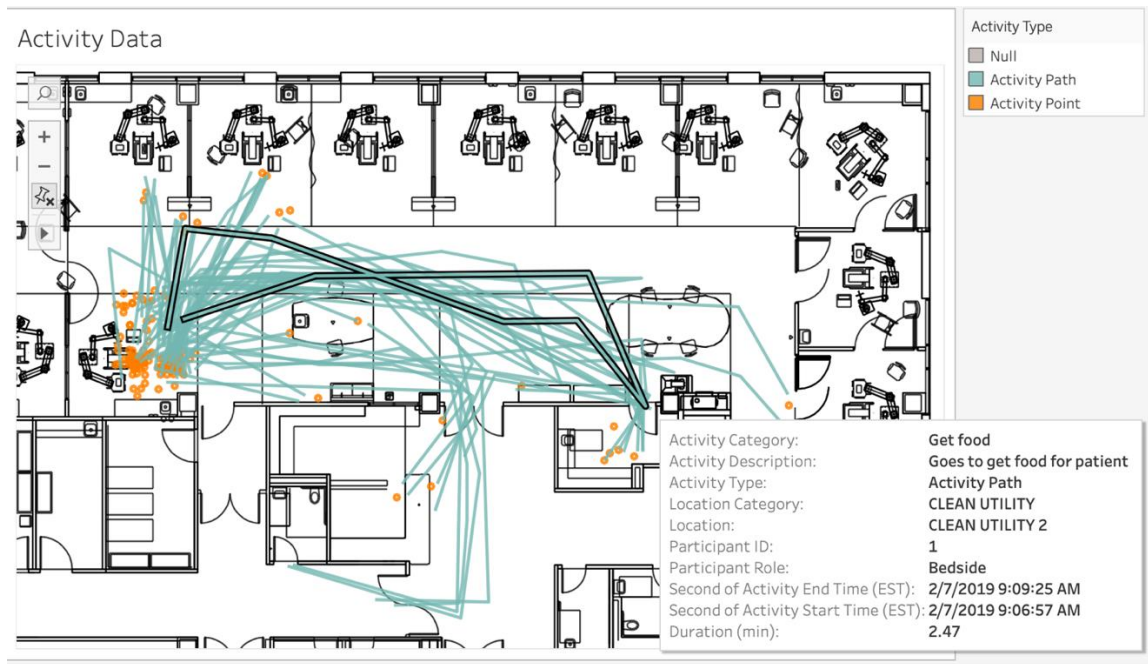 Activity Data
Activity Type
Null
Activity Path
Activity Point
Activity Category: Get food
Activity Description: Goes to get food for patient
Activity Type: Activity Path
Location Category: CLEAN UTILITY
Location: CLEAN UTILITY 2
Participant ID: 1
Participant Role: Bedside
Second of Activity End Time (EST): 2/7/2019 9:09:25 AM
Second of Activity Start Time (EST): 2/7/2019 9:06:57 AM
Duration (min): 2.47